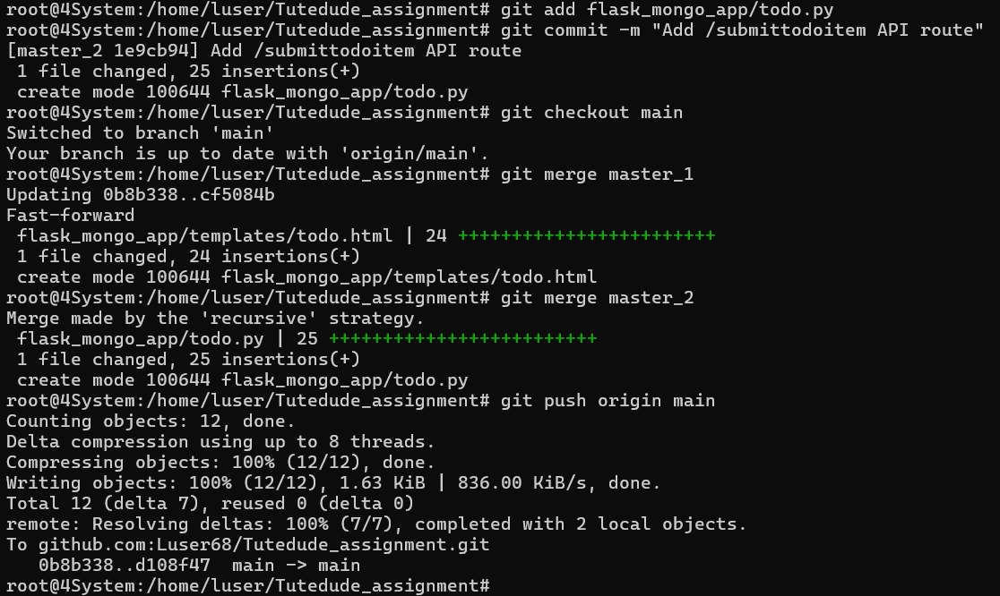 root@4System:/home/luser/Tutedude_assignment# git add flask_mongo_app/todo.py
root@4System:/home/luser/Tutedude_assignment# git commit -m "Add /submittodoitem API route"
[master_2 1e9cb94] Add /submittodoitem API route
 1 file changed, 25 insertions(+)
 create mode 100644 flask_mongo_app/todo.py
root@4System:/home/luser/Tutedude_assignment# git checkout main
Switched to branch 'main'
Your branch is up to date with 'origin/main'.
root@4System:/home/luser/Tutedude_assignment# git merge master_1
Updating 0b8b338..cf5084b
Fast-forward
 flask_mongo_app/templates/todo.html | 24 ++++++++++++++++++++++++
 1 file changed, 24 insertions(+)
 create mode 100644 flask_mongo_app/templates/todo.html
root@4System:/home/luser/Tutedude_assignment# git merge master_2
Merge made by the 'recursive' strategy.
 flask_mongo_app/todo.py | 25 +++++++++++++++++++++++++
 1 file changed, 25 insertions(+)
 create mode 100644 flask_mongo_app/todo.py
root@4System:/home/luser/Tutedude_assignment# git push origin main
Counting objects: 12, done.
Delta compression using up to 8 threads.
Compressing objects: 100% (12/12), done.
Writing objects: 100% (12/12), 1.63 KiB | 836.00 KiB/s, done.
Total 12 (delta 7), reused 0 (delta 0)
remote: Resolving deltas: 100% (7/7), completed with 2 local objects.
To github.com:Luser68/Tutedude_assignment.git
   0b8b338..d108f47  main -> main
root@4System:/home/luser/Tutedude_assignment#